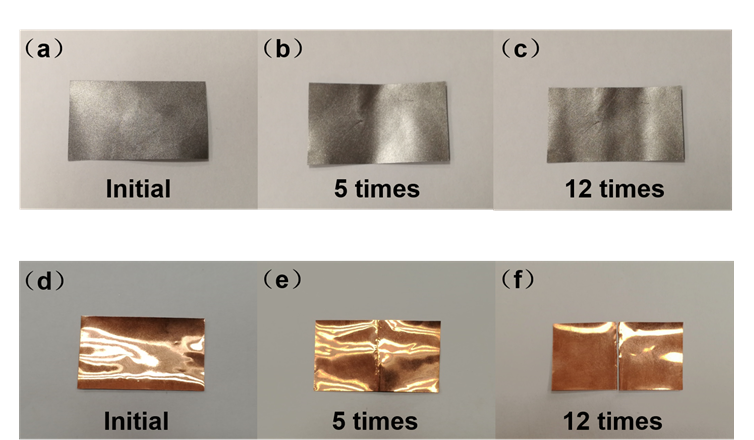 (a)
(b)
(c)
Initial
5 times
12 times
(d)
(e)
(f)
Initial
5 times
12 times